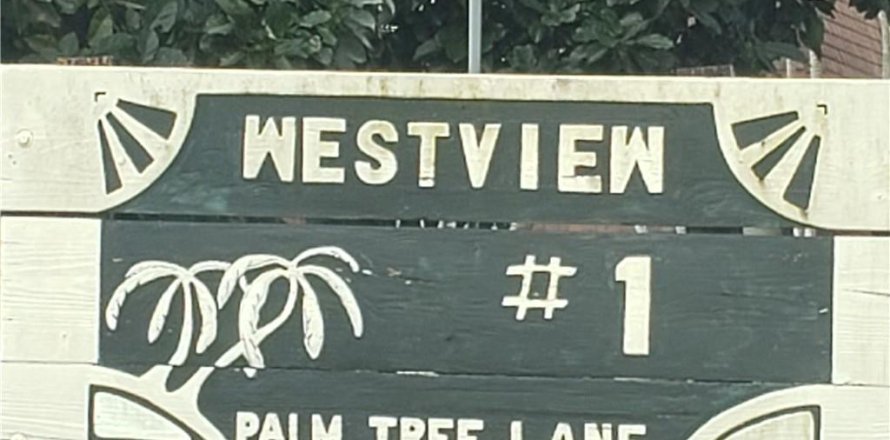 WESTVIEW
# 1
PALM TREE LANE